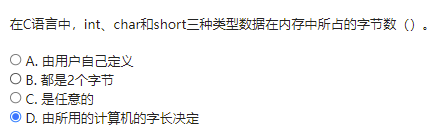 在C语言中，int、char和short三种类型数据在内存中所占的字节数（）。
A. 由用户自己定义
B. 都是2个字节
C. 是任意的
D. 由所用的计算机的字长决定